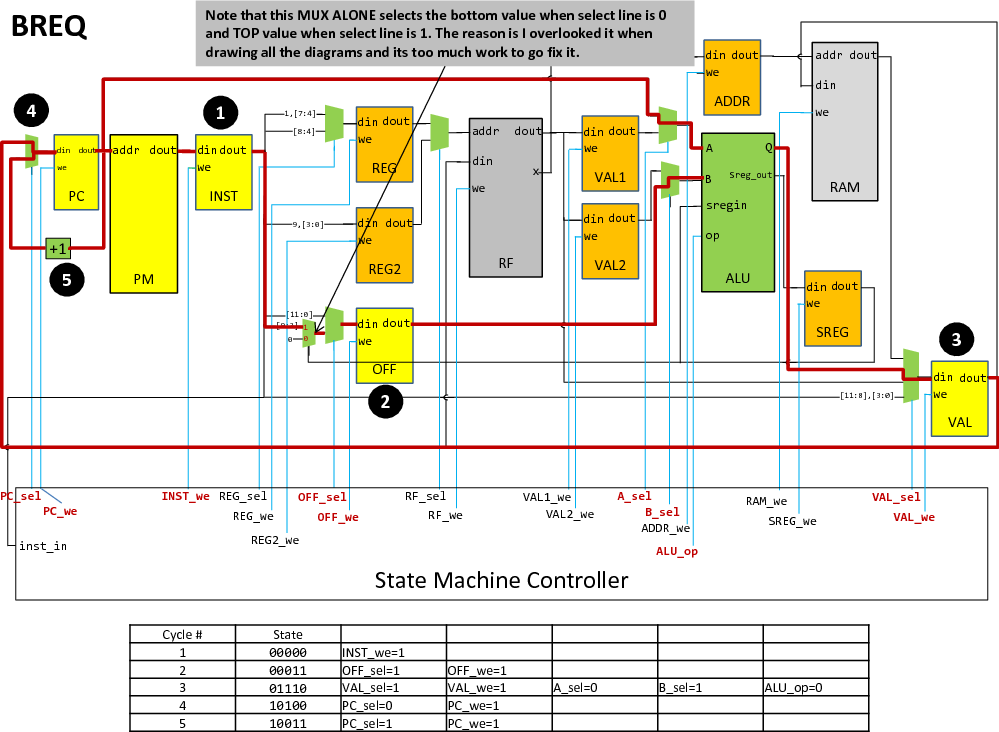 BREQ
Note that this MUX ALONE selects the bottom value when select line is 0
and TOP value when select line is 1. The reason is I overlooked it when
drawing all the diagrams and its too much work to go fix it.
4
din dout
we
PC
+1
5
addr dout
PM
1
din dout
we
INST
1,[7:4]
[8:4]
din dout
we
REG
9,[3:0]
din dout
we
REG2
[11:0]
1
0
0
din dout
we
OFF
2
addr dout
din
we
x
RF
din dout
we
VAL1
din dout
we
VAL2
din dout
we
ADDR
A Q
B Sreg_out
sregin
op
ALU
addr dout
din
we
RAM
din dout
we
SREG
3
[11:8],[3:0]
din dout
we
VAL
PC_sel
PC_we
INST_we
REG_sel
REG_we
REG2_we
OFF_sel
OFF_we
RF_sel
RF_we
VAL1_we
VAL2_we
A_sel
B_sel
ADDR_we
ALU_op
RAM_we
SREG_we
VAL_sel
VAL_we
inst_in
State Machine Controller
Cycle # State
1 00000 INST_we=1
2 00011 OFF_sel=1 OFF_we=1
3 01110 VAL_sel=1 VAL_we=1 A_sel=0 B_sel=1 ALU_op=0
4 10100 PC_sel=0 PC_we=1
5 10011 PC_sel=1 PC_we=1